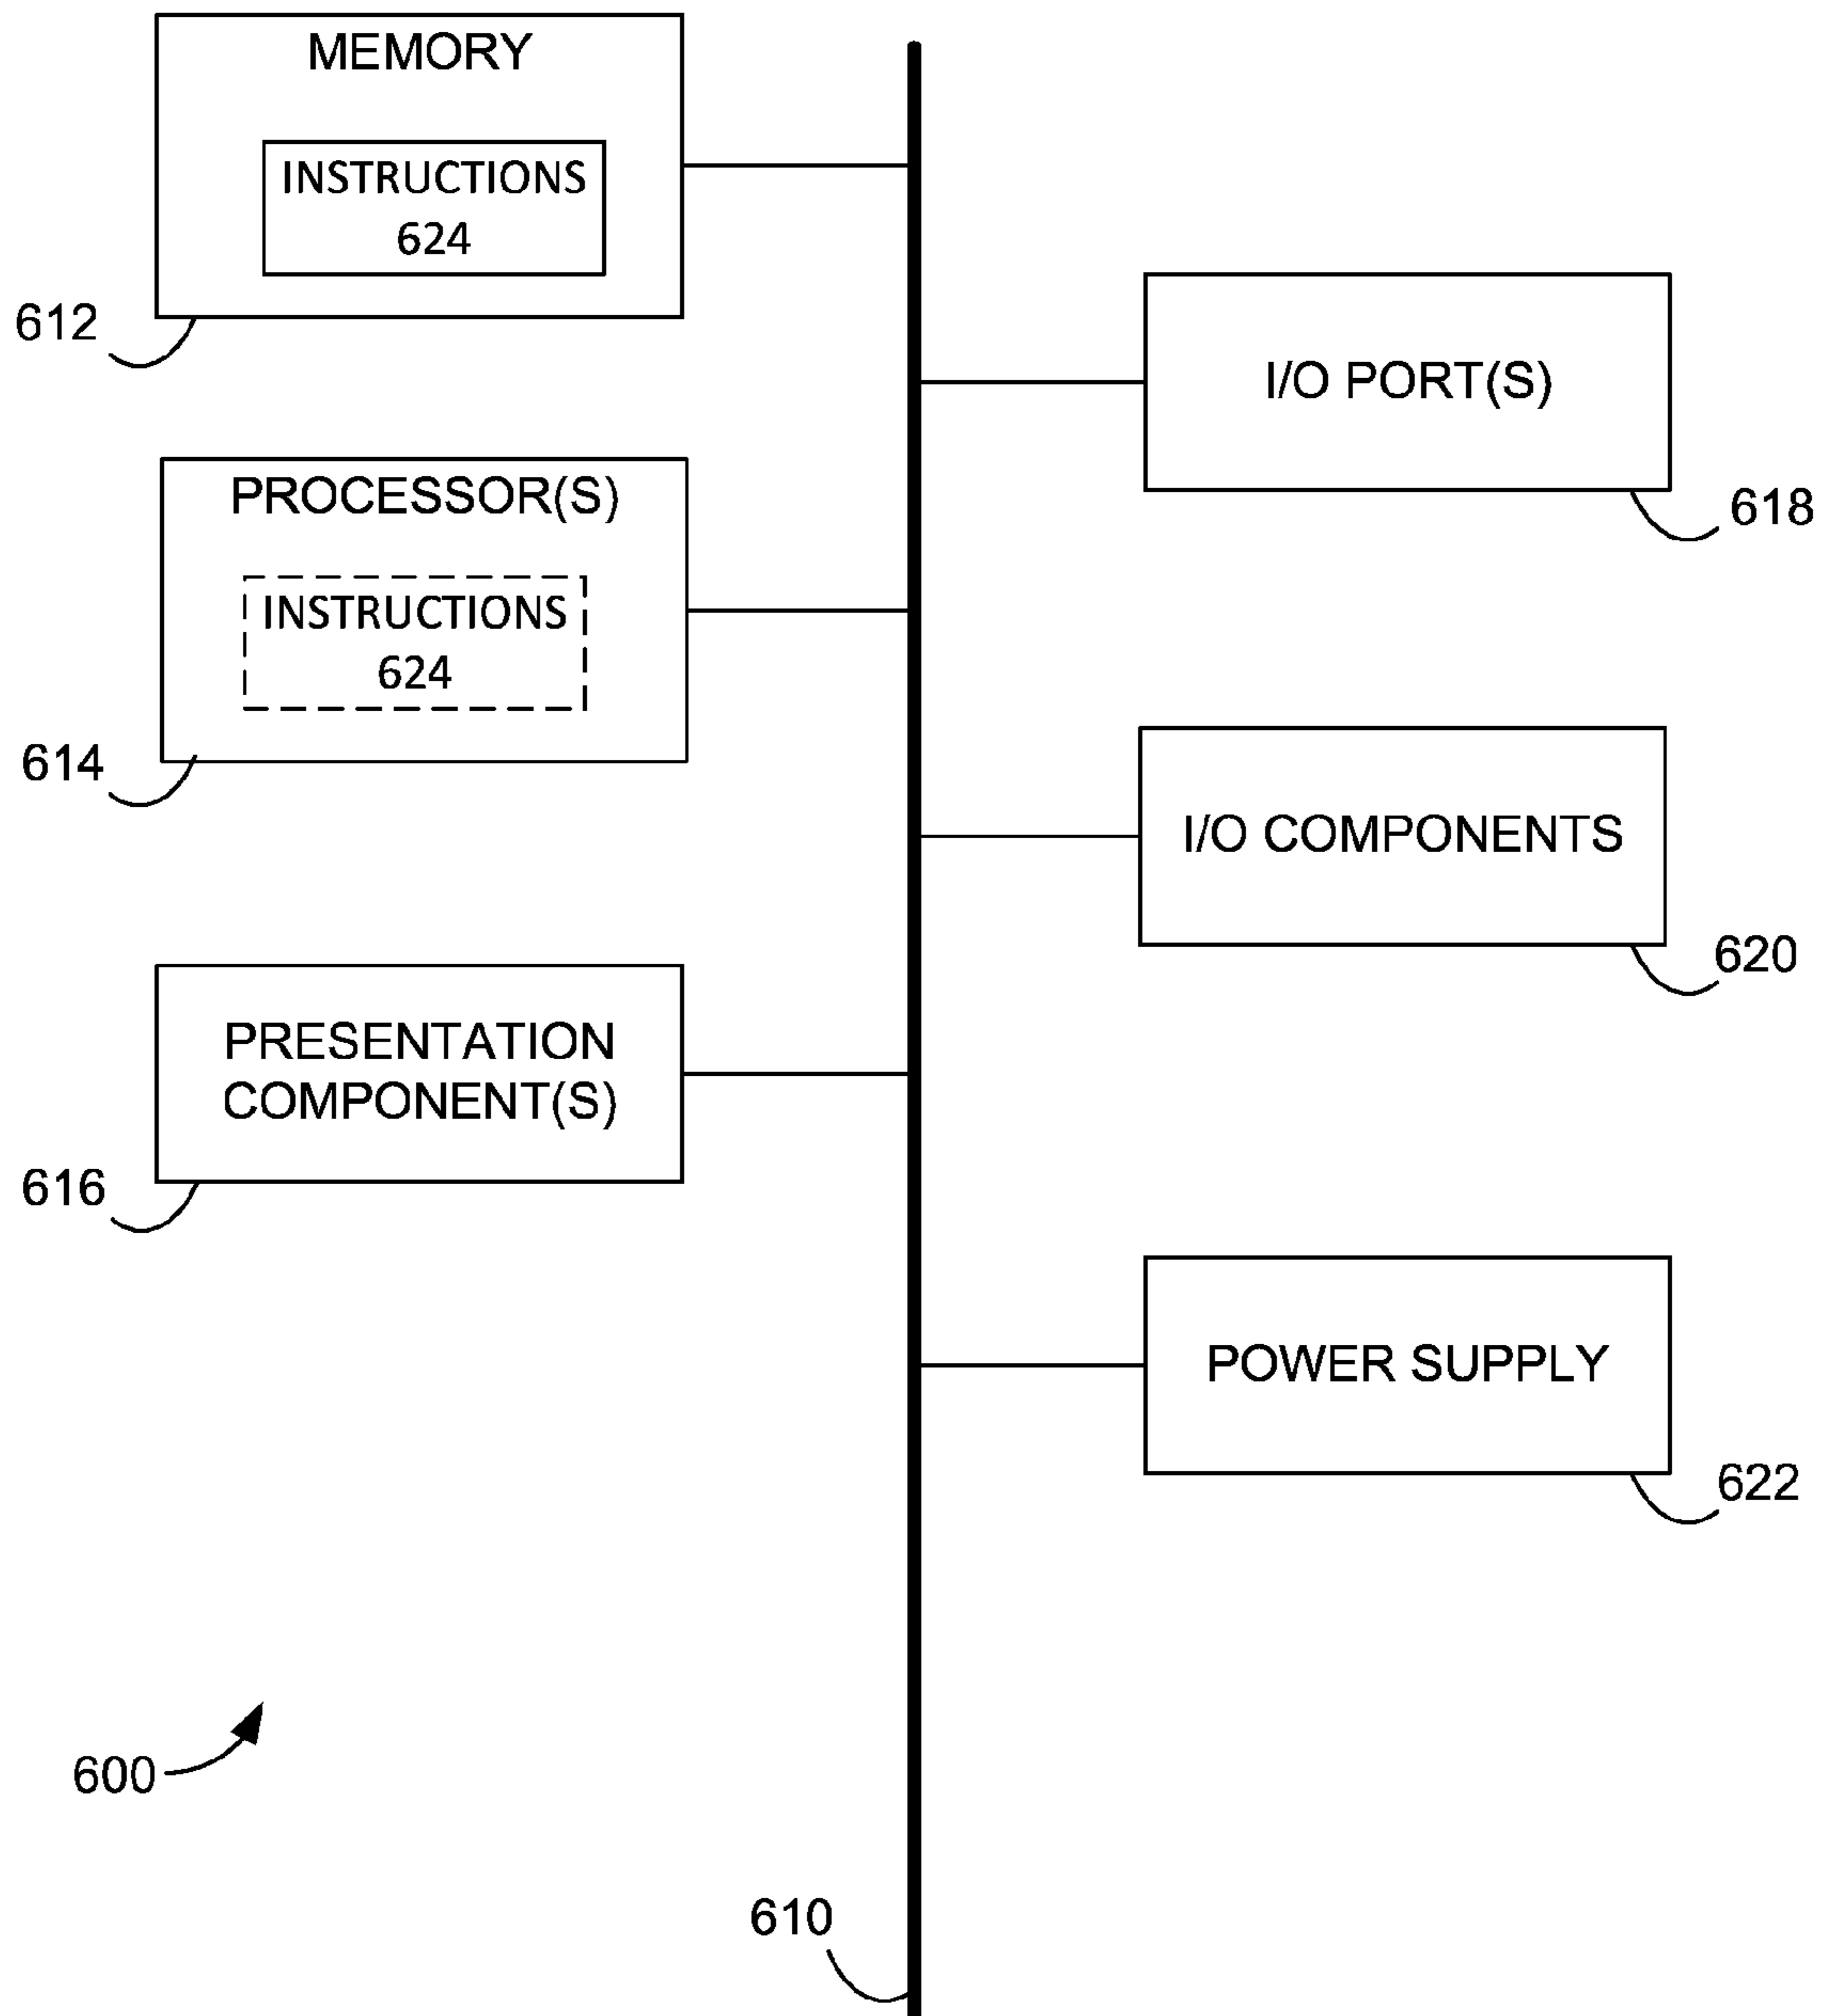 MEMORY
INSTRUCTIONS
624
612
PROCESSOR(S)
INSTRUCTIONS
624
614
PRESENTATION
COMPONENT(S)
616
I/O PORT(S)
618
I/O COMPONENTS
620
POWER SUPPLY
622
600
610